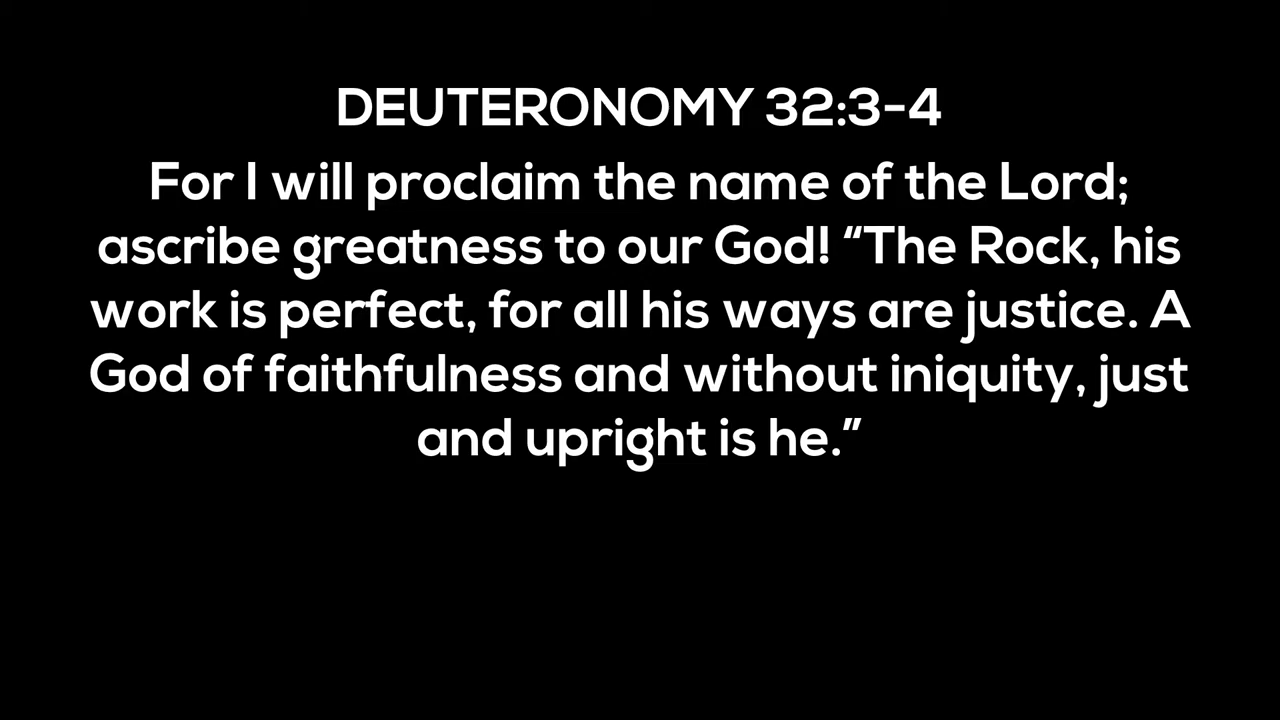 DEUTERONOMY 32:3-4
For I will proclaim the name of the Lord;
ascribe greatness to our God! “The Rock, his
work is perfect, for all his ways are justice. A
God of faithfulness and without iniquity, just
and upright is he.”